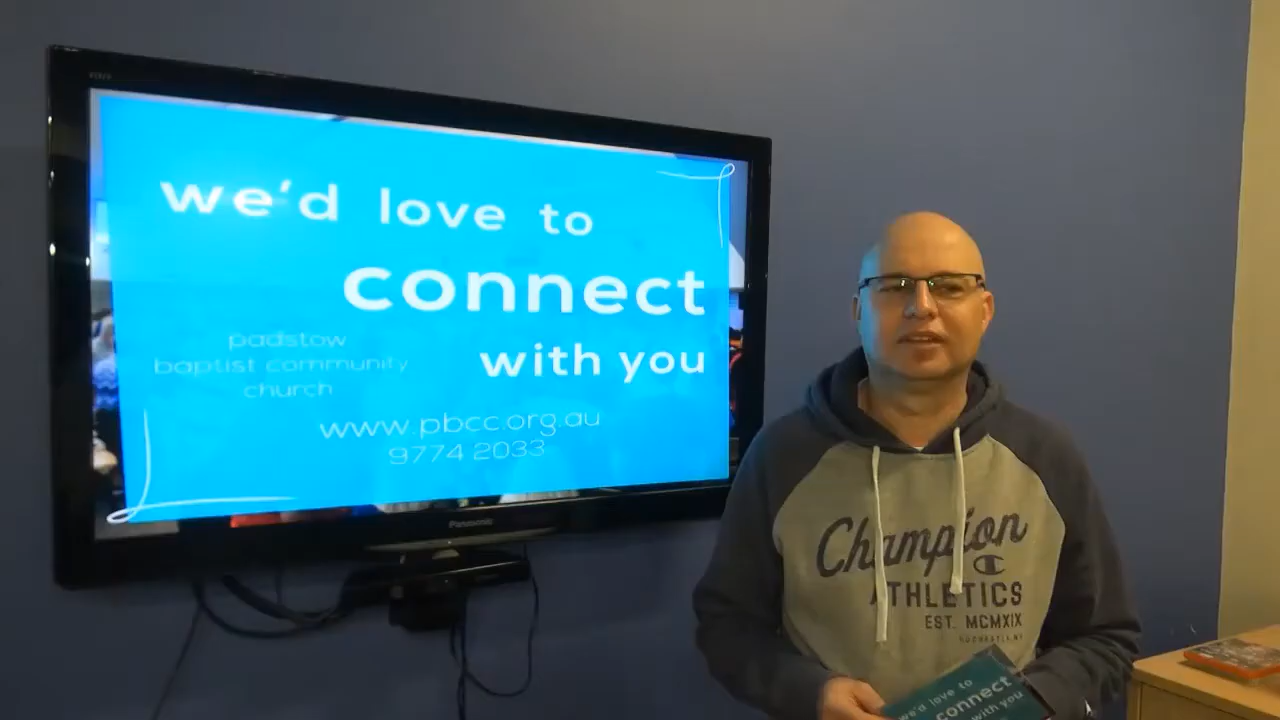 we'd love to
connect
with you
padstow
baptist community
church
www.pbcc.org.au
9774 2033
Panasonic
Champion
ATHLETICS
EST. MCMXIX
we'd love to
connect
with you